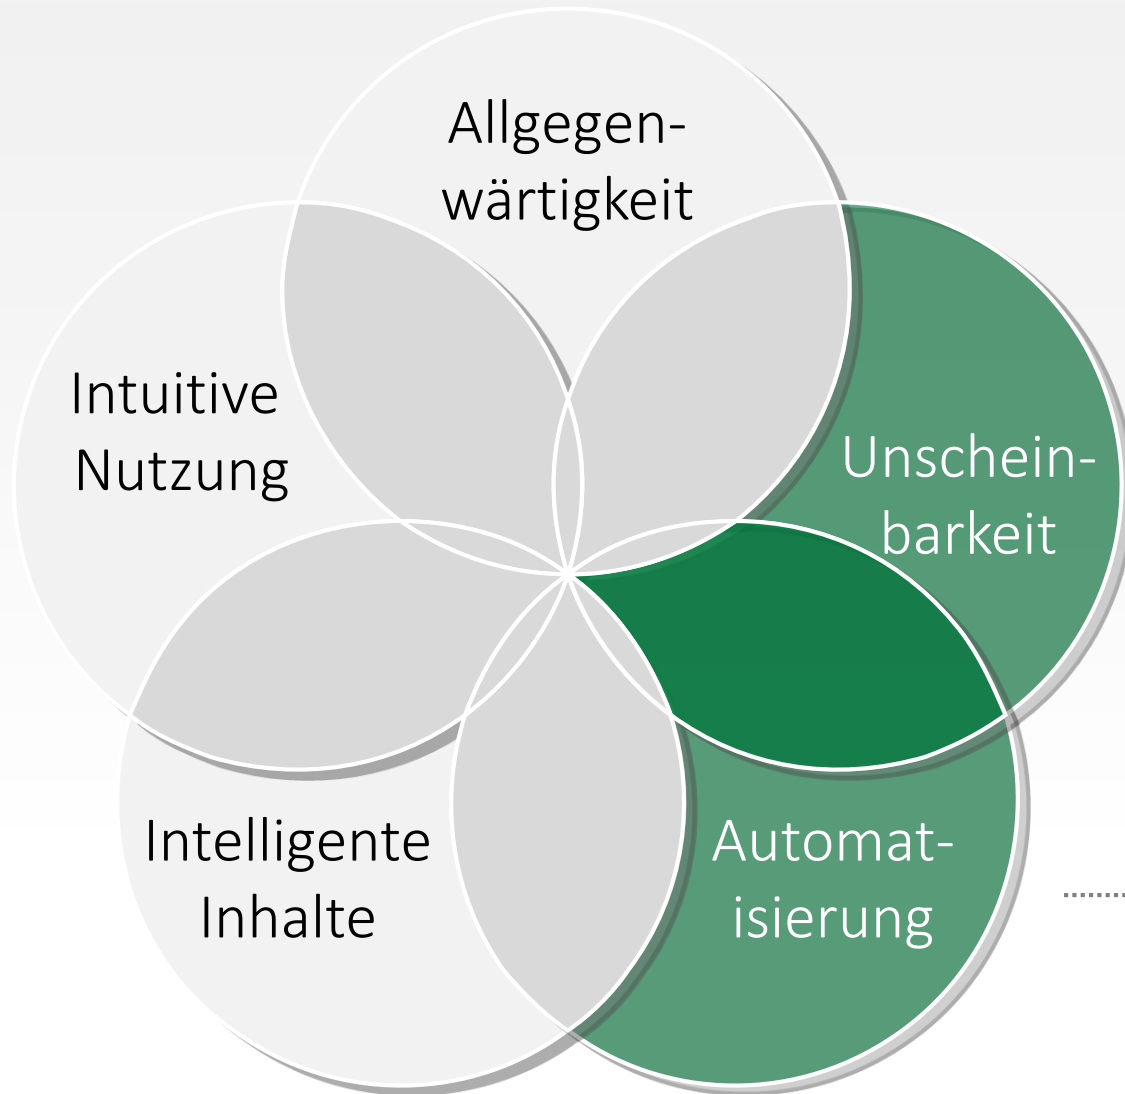 Allgegen-
wärtigkeit
Intuitive
Nutzung
Unschein-
barkeit
Intelligente
Inhalte
Automat-
isierung